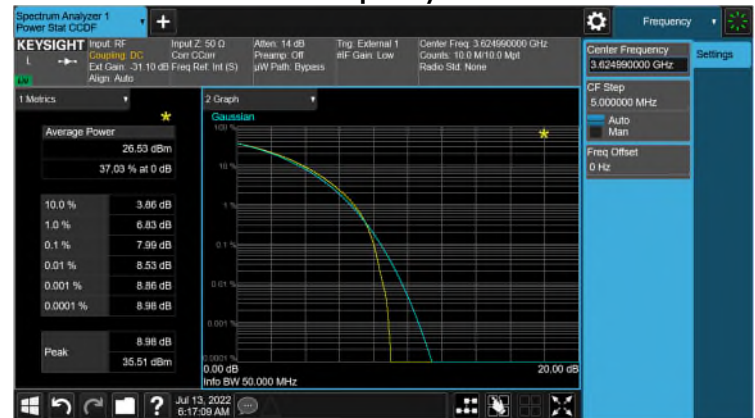 Spectrum Analyzer 1
Power Stat CCDF
Frequency
KEYSIGHT
L
Input: RF
Coupling: DC
Ext Gain: -31.10 dB
Align: Auto
Input Z: 50 Ω
Corr CCorr
Freq Ref: Int (S)
Atten: 14 dB
Preamp: Off
µW Path: Bypass
Trig: External 1
#IF Gain: Low
Center Freq: 3.624990000 GHz
Counts: 10.0 M/10.0 Mpt
Radio Std: None
Center Frequency
3.624990000 GHz
Settings
CF Step
5.000000 MHz
Auto
Man
Freq Offset
0 Hz
1 Metrics
Average Power
26.53 dBm
37.03 % at 0 dB
10.0 % 3.86 dB
1.0 % 6.83 dB
0.1 % 7.99 dB
0.01 % 8.53 dB
0.001 % 8.86 dB
0.0001 % 8.98 dB
Peak
8.98 dB
35.51 dBm
2 Graph
Gaussian
100 %
10 %
1 %
0.1 %
0.01 %
0.001 %
0.0001 %
0.00 dB
20.00 dB
Info BW 50.000 MHz
Jul 13, 2022
6:17:09 AM